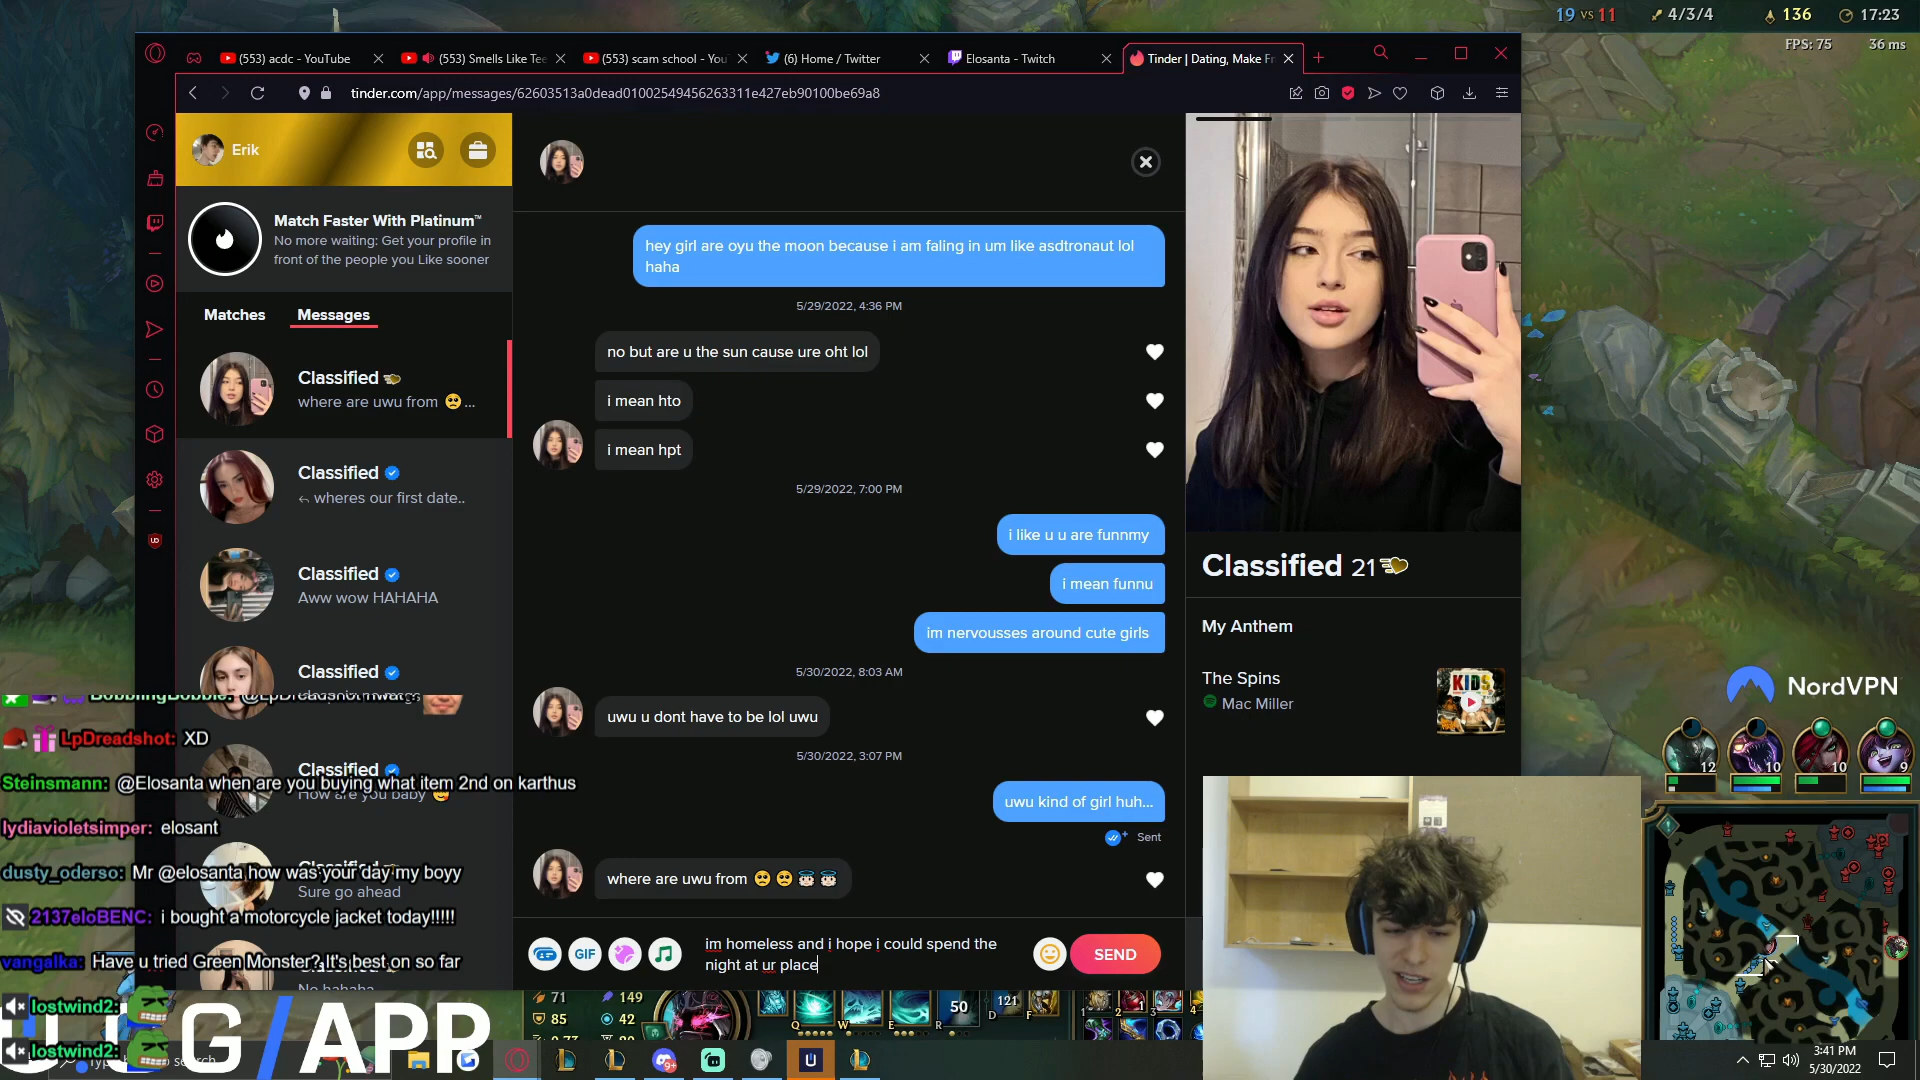 19 vs 11
4/3/4
136
17:23
FPS: 75
36 ms
(553) acdc - YouTube
(553) Smells Like Tee
(553) scam school - You
(6) Home / Twitter
Elosanta - Twitch
Tinder | Dating, Make Fr
tinder.com/app/messages/62603513a0dead01002549456263311e427eb90100be69a8
Erik
Match Faster With Platinum™
No more waiting: Get your profile in
front of the people you Like sooner
Matches
Messages
Classified
where are uwu from 🥺...
Classified
wheres our first date..
Classified
Aww wow HAHAHA
Classified
Classified
How are you baby
Classified
Sure go ahead
No hahaha
hey girl are oyu the moon because i am faling in um like asdtronaut lol
haha
5/29/2022, 4:36 PM
no but are u the sun cause ure oht lol
i mean hto
i mean hpt
5/29/2022, 7:00 PM
i like u u are funnmy
i mean funnu
im nervousses around cute girls
5/30/2022, 8:03 AM
uwu u dont have to be lol uwu
5/30/2022, 3:07 PM
uwu kind of girl huh...
Sent
where are uwu from 🥺 🥺 😇 😇
GIF
im homeless and i hope i could spend the
night at ur place
SEND
Classified 21
My Anthem
The Spins
Mac Miller
KIDS
BobblingBobble:
LpDreadshot: XD
Steinsmann: @Elosanta when are you buying what item 2nd on karthus
lydiavioletsimper: elosant
dusty_oderso: Mr @elosanta how was your day my boyy
2137eloBENC: i bought a motorcycle jacket today!!!!!
vangalka: Have u tried Green Monster? It's best on so far
lostwind2:
lostwind2:
U.GG/APP
NordVPN
12
10
10
9
71
149
85
42
Q
W
E
R
50
121
D
F
3:41 PM
5/30/2022